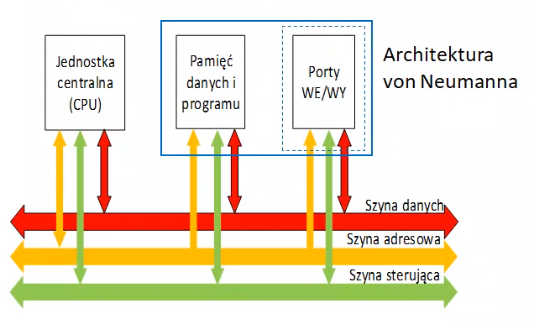 Jednostka
centralna
(CPU)
Pamięć
danych i
programu
Porty
WE/WY
Architektura
von Neumanna
Szyna danych
Szyna adresowa
Szyna sterująca